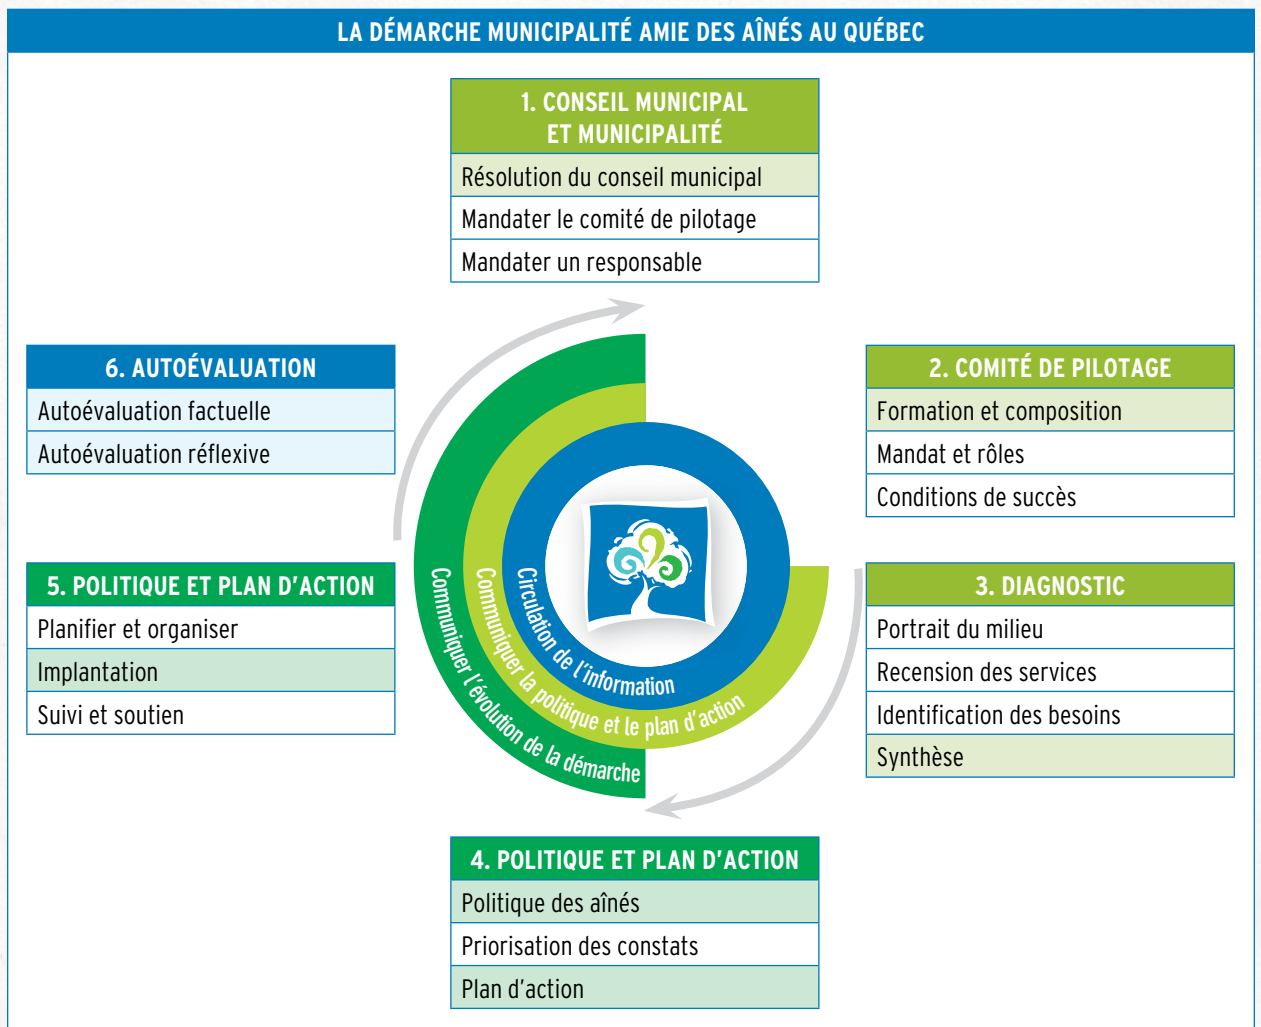 LA DÉMARCHE MUNICIPALITÉ AMIE DES AÎNÉS AU QUÉBEC
1. CONSEIL MUNICIPAL
ET MUNICIPALITÉ
Résolution du conseil municipal
Mandater le comité de pilotage
Mandater un responsable
2. COMITÉ DE PILOTAGE
Formation et composition
Mandat et rôles
Conditions de succès
3. DIAGNOSTIC
Portrait du milieu
Recension des services
Identification des besoins
Synthèse
4. POLITIQUE ET PLAN D'ACTION
Politique des aînés
Priorisation des constats
Plan d'action
5. POLITIQUE ET PLAN D'ACTION
Planifier et organiser
Implantation
Suivi et soutien
6. AUTOÉVALUATION
Autoévaluation factuelle
Autoévaluation réflexive
Circulation de l'information
Communiquer la politique et le plan d'action
Communiquer l'évolution de la démarche